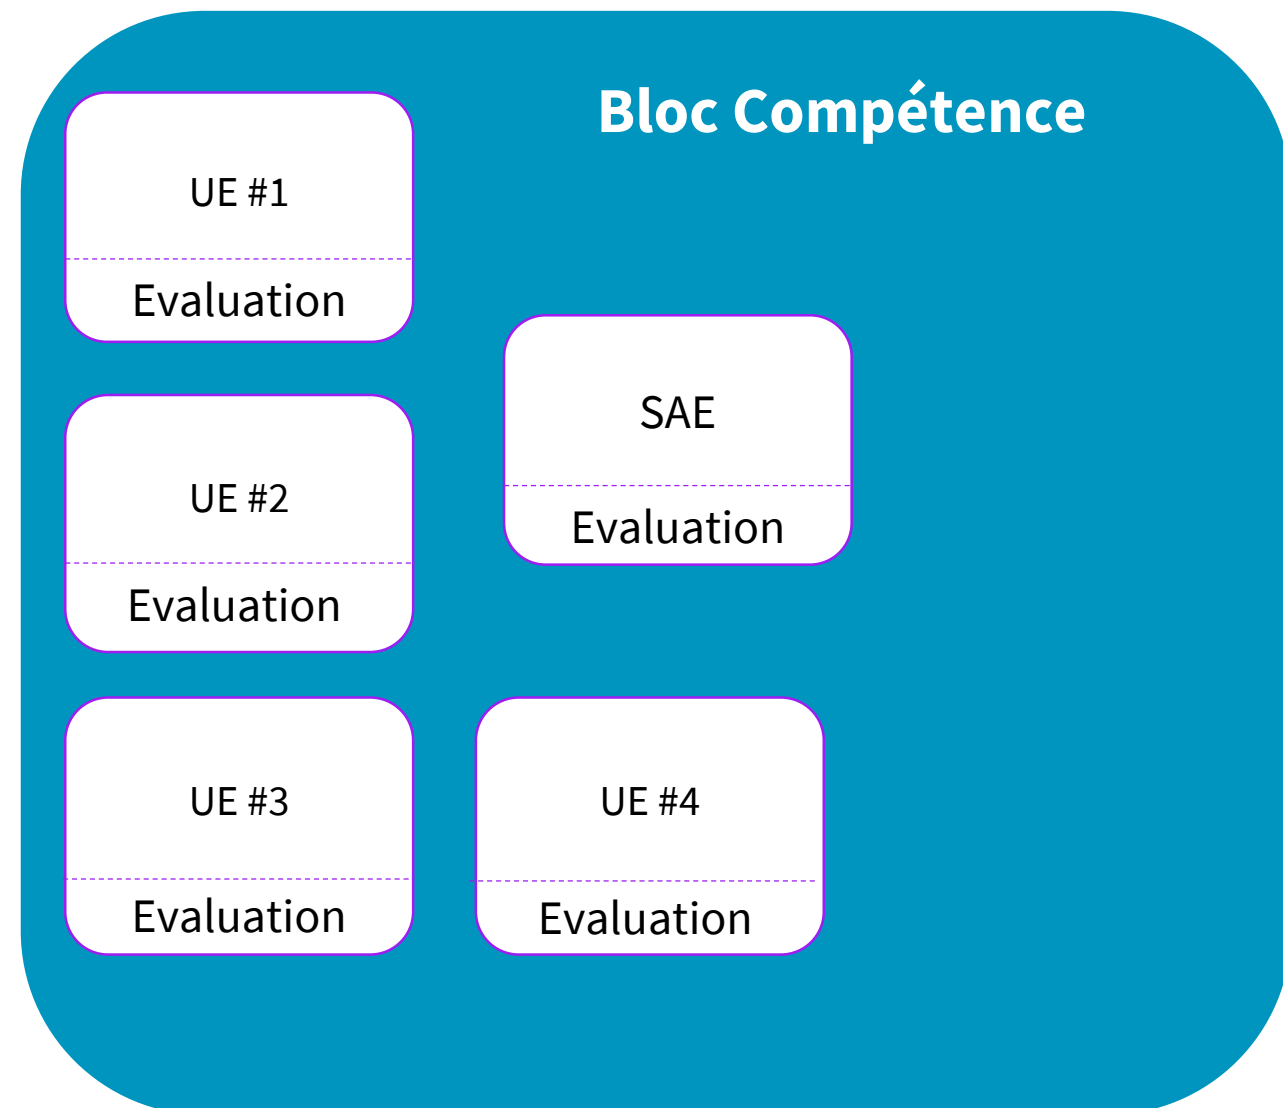 Bloc Compétence
UE #1
Evaluation
SAE
Evaluation
UE #2
Evaluation
UE #3
Evaluation
UE #4
Evaluation